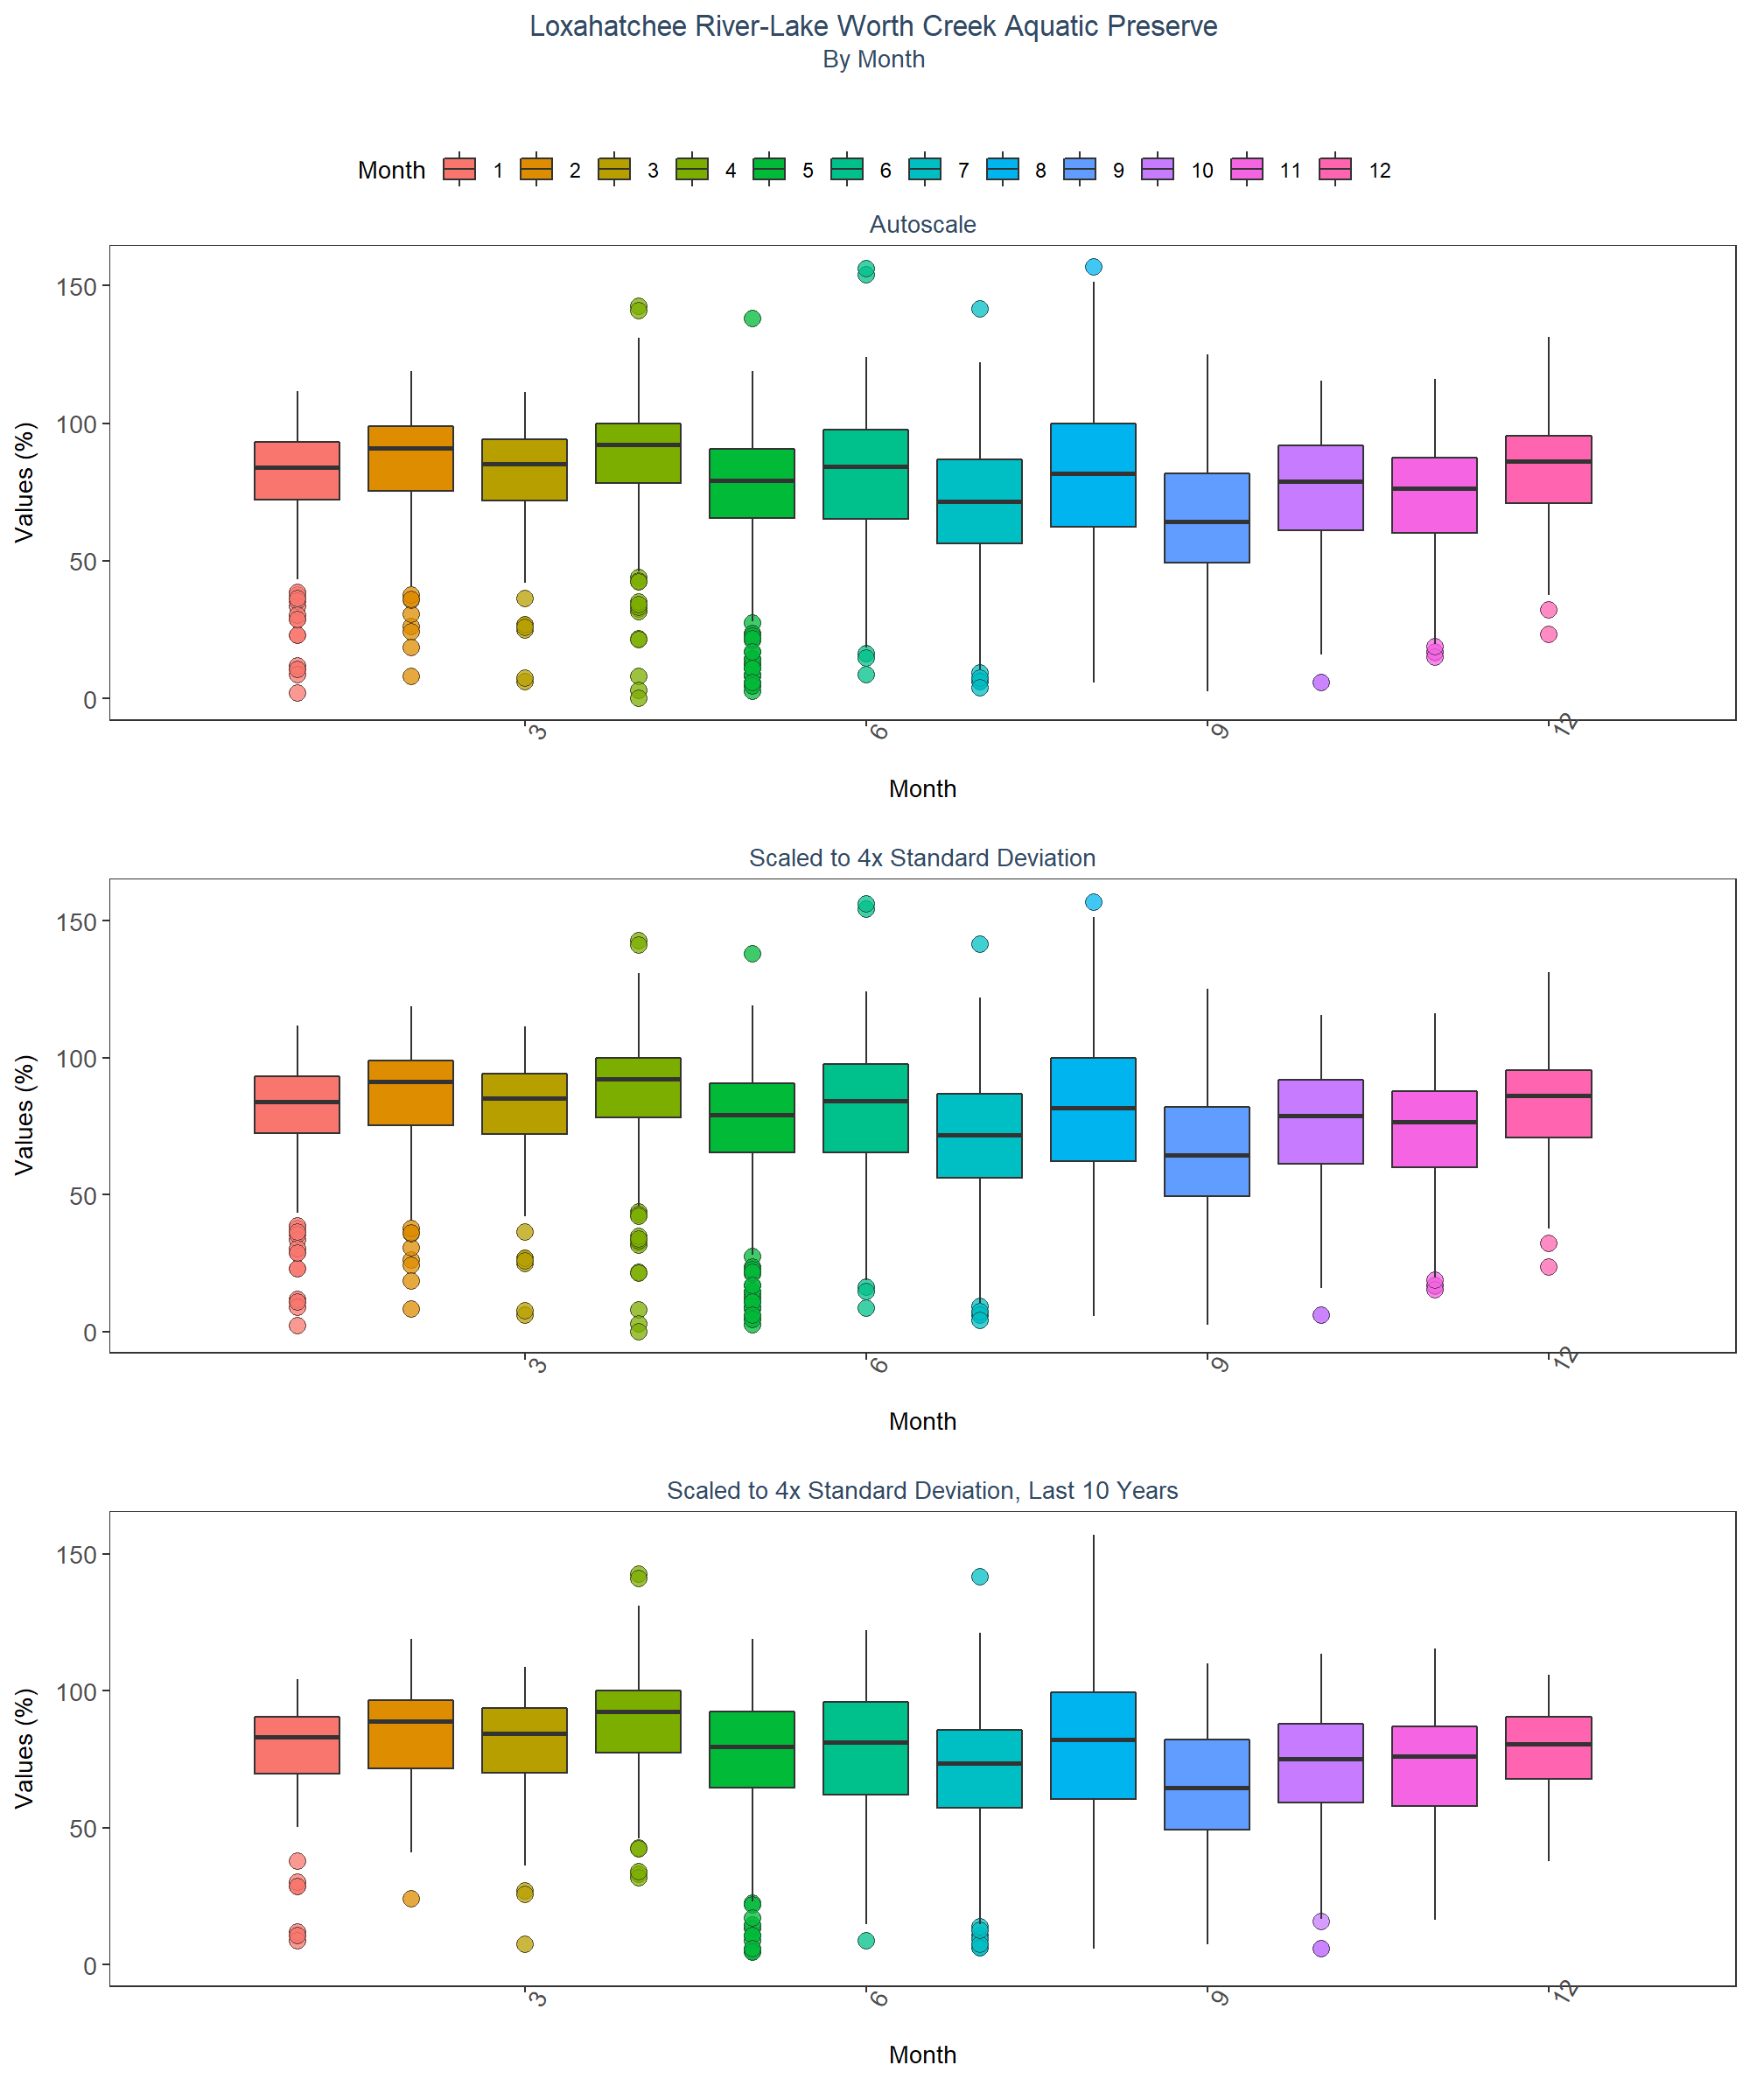 Loxahatchee River-Lake Worth Creek Aquatic Preserve
By Month
Month 1 2 3 4 5 6 7 8 9 10 11 12
Autoscale
Values (%)
150
100
50
0
3 6 9 12
Month
Scaled to 4x Standard Deviation
Values (%)
150
100
50
0
3 6 9 12
Month
Scaled to 4x Standard Deviation, Last 10 Years
Values (%)
150
100
50
0
3 6 9 12
Month